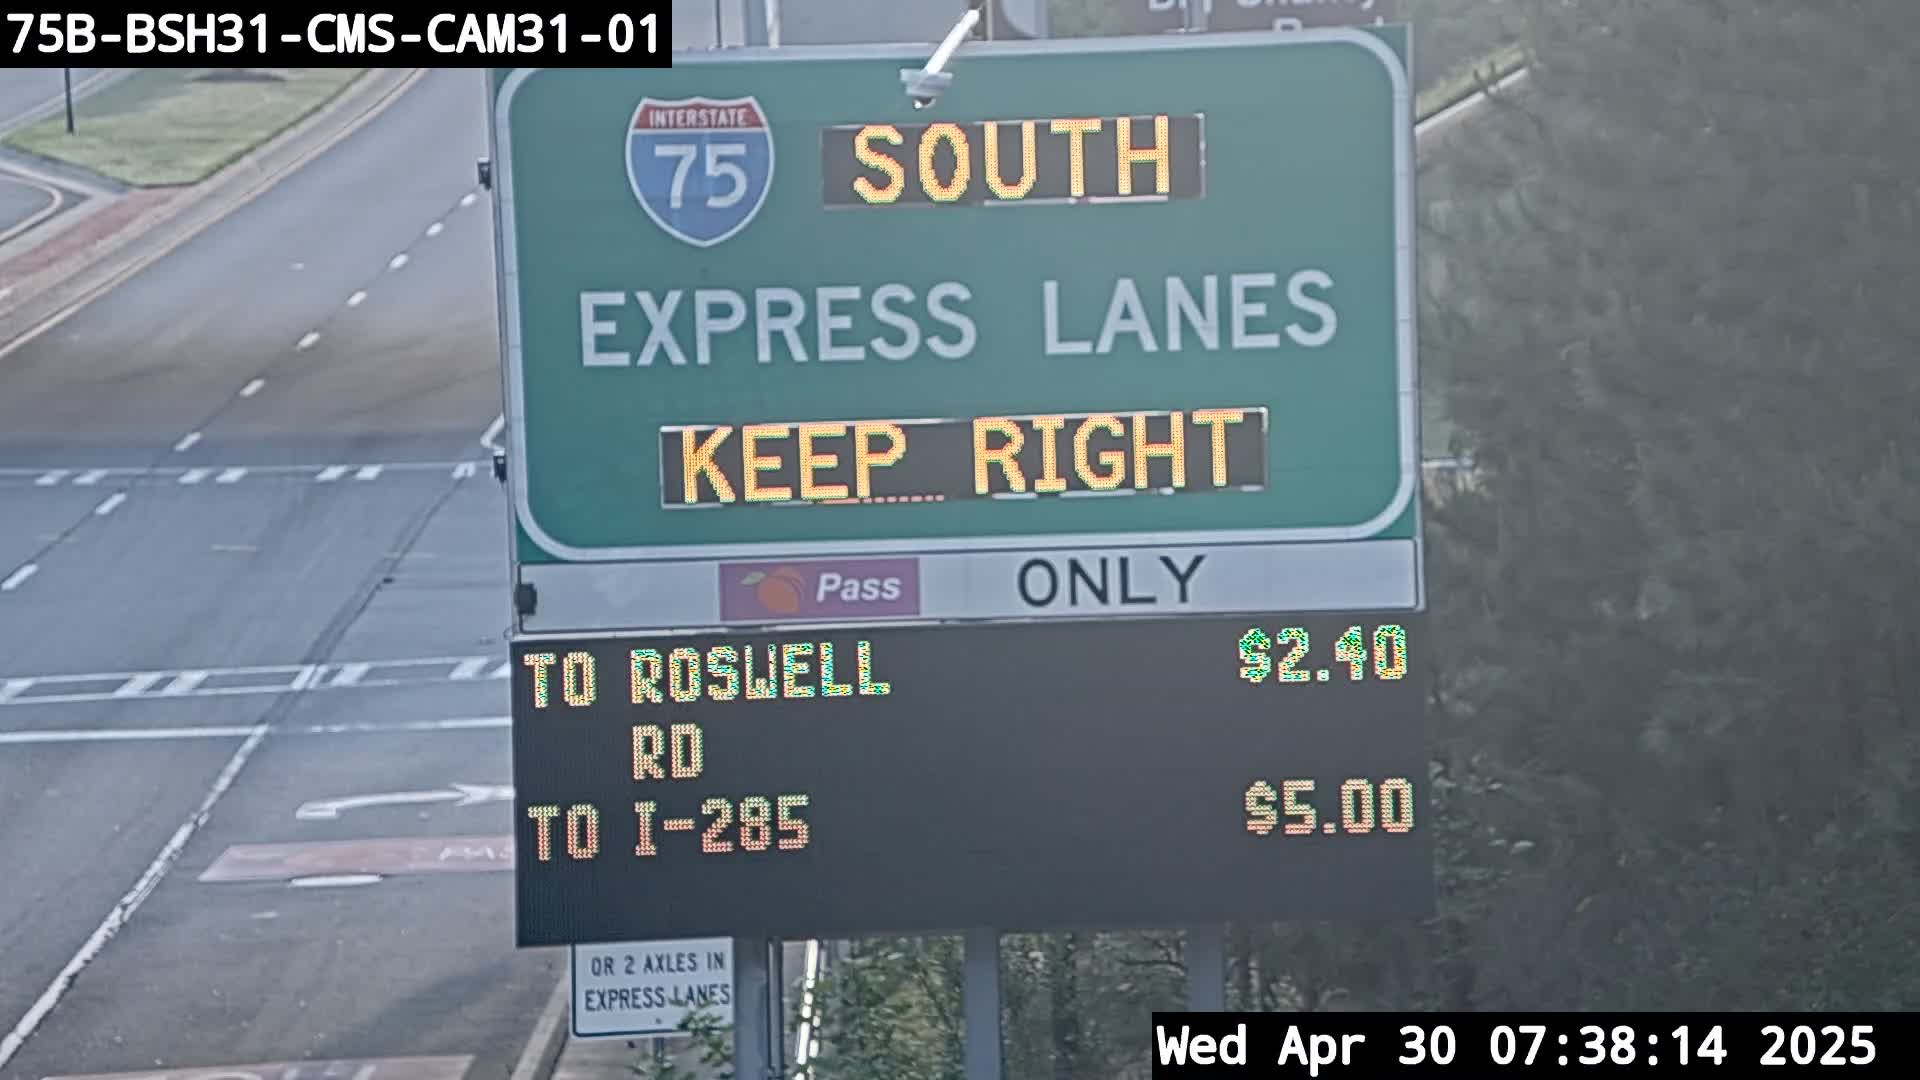 75B-BSH31-CMS-CAM31-01
INTERSTATE
75
SOUTH
EXPRESS LANES
KEEP RIGHT
Pass
ONLY
TO ROSWELL $2.40
RD
TO I-285 $5.00
OR 2 AXLES IN
EXPRESS LANES
Wed Apr 30 07:38:14 2025